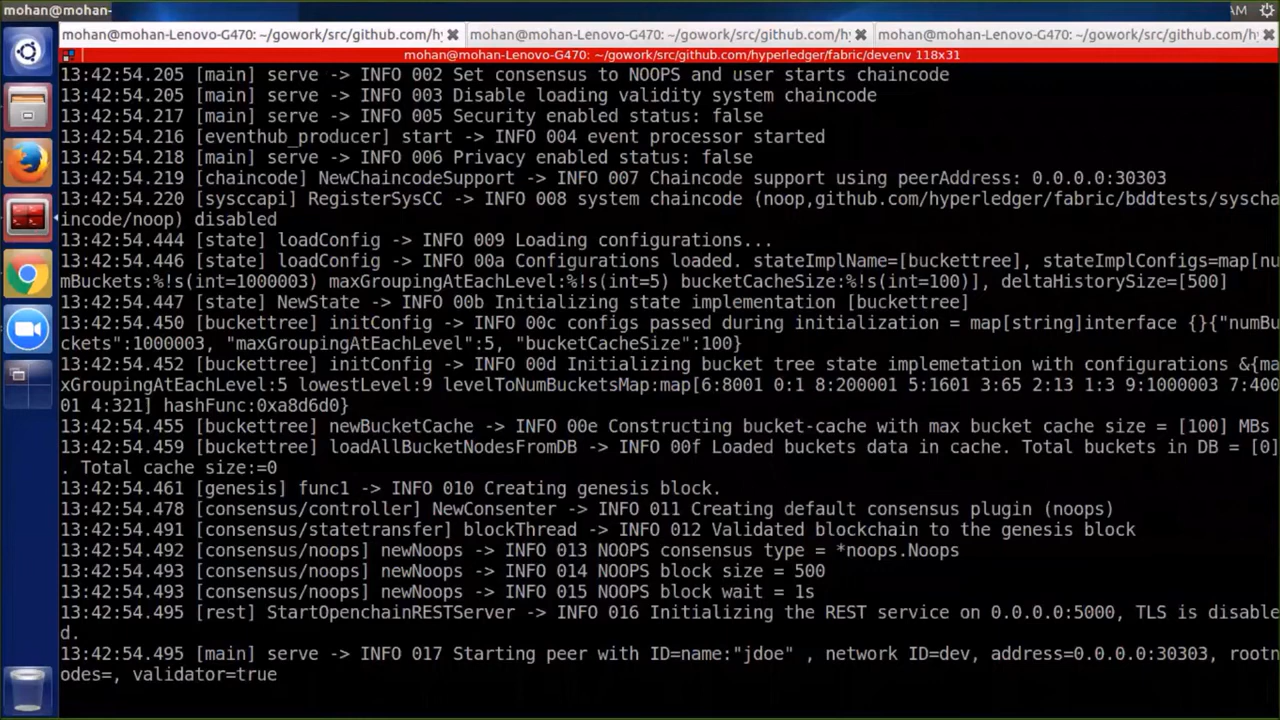 mohan@mohan-
AM
mohan@mohan-Lenovo-G470: ~/gowork/src/github.com/hy
mohan@mohan-Lenovo-G470: ~/gowork/src/github.com/hy
mohan@mohan-Lenovo-G470: ~/gowork/src/github.com/hy
mohan@mohan-Lenovo-G470: ~/gowork/src/github.com/hyperledger/fabric/devenv 118x31
13:42:54.205 [main] serve -> INFO 002 Set consensus to NOOPS and user starts chaincode
13:42:54.205 [main] serve -> INFO 003 Disable loading validity system chaincode
13:42:54.217 [main] serve -> INFO 005 Security enabled status: false
13:42:54.216 [eventhub_producer] start -> INFO 004 event processor started
13:42:54.218 [main] serve -> INFO 006 Privacy enabled status: false
13:42:54.219 [chaincode] NewChaincodeSupport -> INFO 007 Chaincode support using peerAddress: 0.0.0.0:30303
13:42:54.220 [sysccapi] RegisterSysCC -> INFO 008 system chaincode (noop,github.com/hyperledger/fabric/bddtests/syscha
incode/noop) disabled
13:42:54.444 [state] loadConfig -> INFO 009 Loading configurations...
13:42:54.446 [state] loadConfig -> INFO 00a Configurations loaded. stateImplName=[buckettree], stateImplConfigs=map[nu
mBuckets:%!s(int=1000003) maxGroupingAtEachLevel:%!s(int=5) bucketCacheSize:%!s(int=100)], deltaHistorySize=[500]
13:42:54.447 [state] NewState -> INFO 00b Initializing state implementation [buckettree]
13:42:54.450 [buckettree] initConfig -> INFO 00c configs passed during initialization = map[string]interface {}{"numBu
ckets":1000003, "maxGroupingAtEachLevel":5, "bucketCacheSize":100}
13:42:54.452 [buckettree] initConfig -> INFO 00d Initializing bucket tree state implemetation with configurations &{ma
xGroupingAtEachLevel:5 lowestLevel:9 levelToNumBucketsMap:map[6:8001 0:1 8:200001 5:1601 3:65 2:13 1:3 9:1000003 7:400
01 4:321] hashFunc:0xa8d6d0}
13:42:54.455 [buckettree] newBucketCache -> INFO 00e Constructing bucket-cache with max bucket cache size = [100] MBs
13:42:54.459 [buckettree] loadAllBucketNodesFromDB -> INFO 00f Loaded buckets data in cache. Total buckets in DB = [0]
. Total cache size:=0
13:42:54.461 [genesis] func1 -> INFO 010 Creating genesis block.
13:42:54.478 [consensus/controller] NewConsenter -> INFO 011 Creating default consensus plugin (noops)
13:42:54.491 [consensus/statetransfer] blockThread -> INFO 012 Validated blockchain to the genesis block
13:42:54.492 [consensus/noops] newNoops -> INFO 013 NOOPS consensus type = *noops.Noops
13:42:54.493 [consensus/noops] newNoops -> INFO 014 NOOPS block size = 500
13:42:54.493 [consensus/noops] newNoops -> INFO 015 NOOPS block wait = 1s
13:42:54.495 [rest] StartOpenchainRESTServer -> INFO 016 Initializing the REST service on 0.0.0.0:5000, TLS is disable
d.
13:42:54.495 [main] serve -> INFO 017 Starting peer with ID=name:"jdoe" , network ID=dev, address=0.0.0.0:30303, rootn
odes=, validator=true